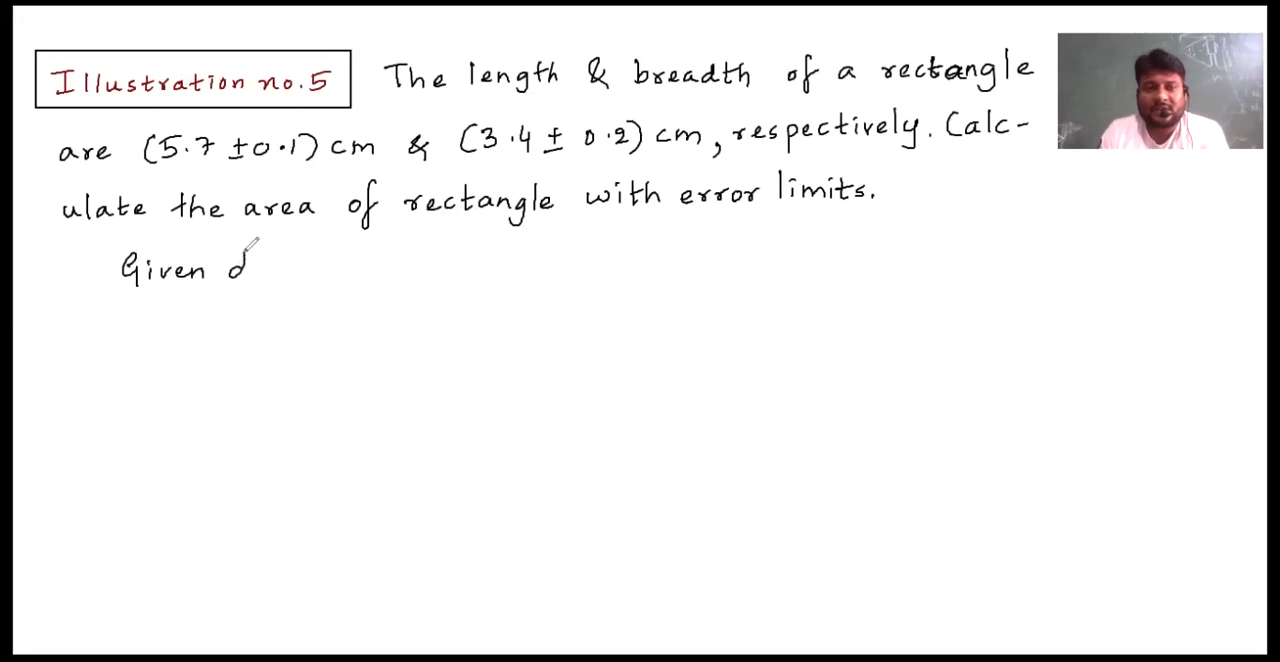 Illustration no.5 The length & breadth of a rectangle
are (5.7 ±0.1) cm & (3.4 ± 0.2) cm, respectively. Calc-
ulate the area of rectangle with error limits.
Given d